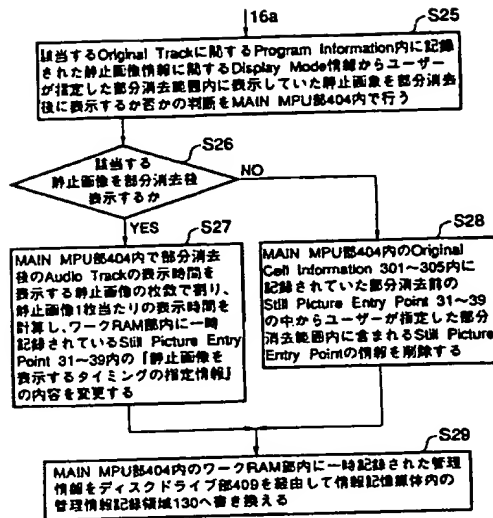 16a
S25
該当するOriginal Trackに関するProgram Information内に記録
された静止画像情報に関するDisplay Mode情報からユーザー
が指定した部分消去範囲内に表示していた静止画象を部分消去
後に表示するか否かの判断をMAIN MPU部404内で行う
S26
該当する
静止画像を部分消去後
表示するか
NO
YES
S27
MAIN MPU部404内で部分消去
後のAudio Trackの表示時間を
表示する静止画像の枚数で割り、
静止画像1枚当たりの表示時間を
計算し、ワークRAM部内に一時
記録されているStill Picture Entry
Point 31～39内の『静止画像を
表示するタイミングの指定情報』
の内容を変更する
S28
MAIN MPU部404内のOriginal
Cell Information 301～305内に
記録されていた部分消去前の
Still Picture Entry Point 31～39
の中からユーザーが指定した部分
消去範囲内に含まれるStill Picture
Entry Pointの情報を削除する
S29
MAIN MPU部404内のワークRAM部内に一時記録された管理
情報をディスクドライブ部409を経由して情報記憶媒体内の
管理情報記録領域130へ書き換える